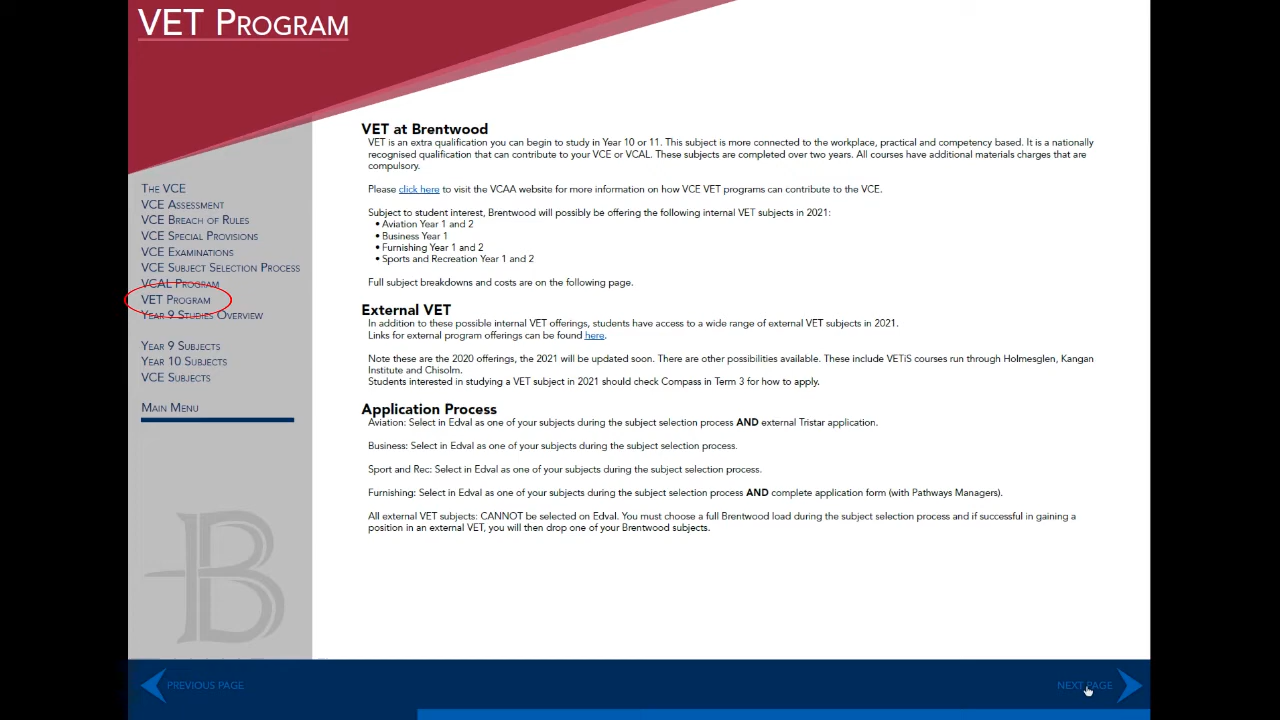 VET Program
The VCE
VCE Assessment
VCE Breach of Rules
VCE Special Provisions
VCE Examinations
VCE Subject Selection Process
VCAL Program
VET Program
Year 9 Studies Overview
Year 9 Subjects
Year 10 Subjects
VCE Subjects
Main Menu
VET at Brentwood
VET is an extra qualification you can begin to study in Year 10 or 11. This subject is more connected to the workplace, practical and competency based. It is a nationally
recognised qualification that can contribute to your VCE or VCAL. These subjects are completed over two years. All courses have additional materials charges that are
compulsory.
Please click here to visit the VCAA website for more information on how VCE VET programs can contribute to the VCE.
Subject to student interest, Brentwood will possibly be offering the following internal VET subjects in 2021:
• Aviation Year 1 and 2
• Business Year 1
• Furnishing Year 1 and 2
• Sports and Recreation Year 1 and 2
Full subject breakdowns and costs are on the following page.
External VET
In addition to these possible internal VET offerings, students have access to a wide range of external VET subjects in 2021.
Links for external program offerings can be found here.
Note these are the 2020 offerings, the 2021 will be updated soon. There are other possibilities available. These include VETiS courses run through Holmesglen, Kangan
Institute and Chisolm.
Students interested in studying a VET subject in 2021 should check Compass in Term 3 for how to apply.
Application Process
Aviation: Select in Edval as one of your subjects during the subject selection process AND external Tristar application.
Business: Select in Edval as one of your subjects during the subject selection process.
Sport and Rec: Select in Edval as one of your subjects during the subject selection process.
Furnishing: Select in Edval as one of your subjects during the subject selection process AND complete application form (with Pathways Managers).
All external VET subjects: CANNOT be selected on Edval. You must choose a full Brentwood load during the subject selection process and if successful in gaining a
position in an external VET, you will then drop one of your Brentwood subjects.
PREVIOUS PAGE
NEXT PAGE